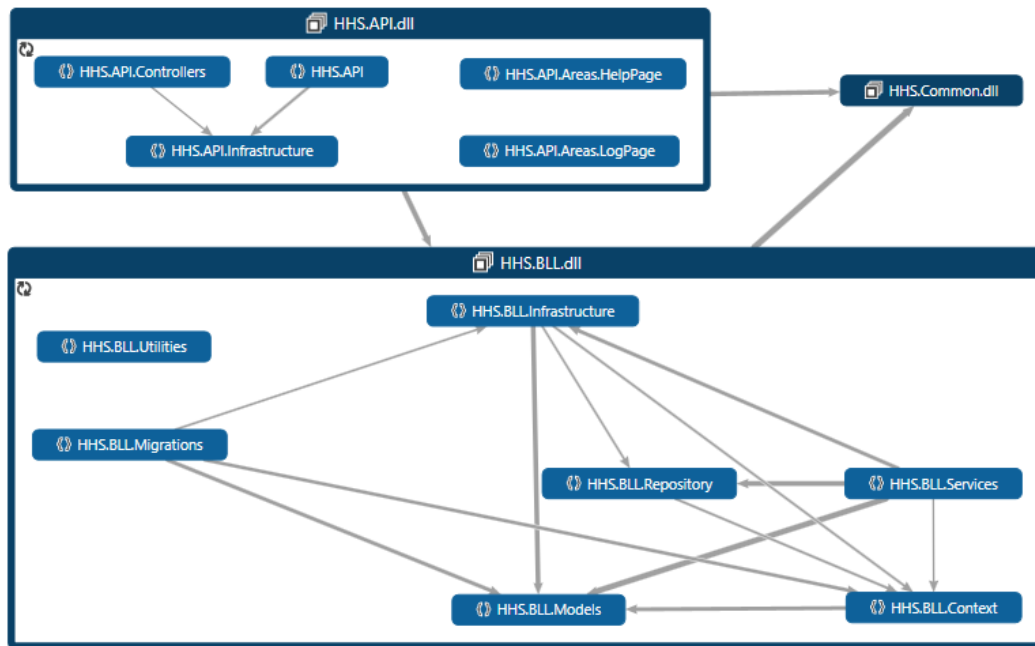 HHS.API.dll
HHS.API.Controllers
HHS.API
HHS.API.Areas.HelpPage
HHS.Common.dll
HHS.API.Infrastructure
HHS.API.Areas.LogPage
HHS.BLL.dll
HHS.BLL.Infrastructure
HHS.BLL.Utilities
HHS.BLL.Migrations
HHS.BLL.Repository
HHS.BLL.Services
HHS.BLL.Models
HHS.BLL.Context